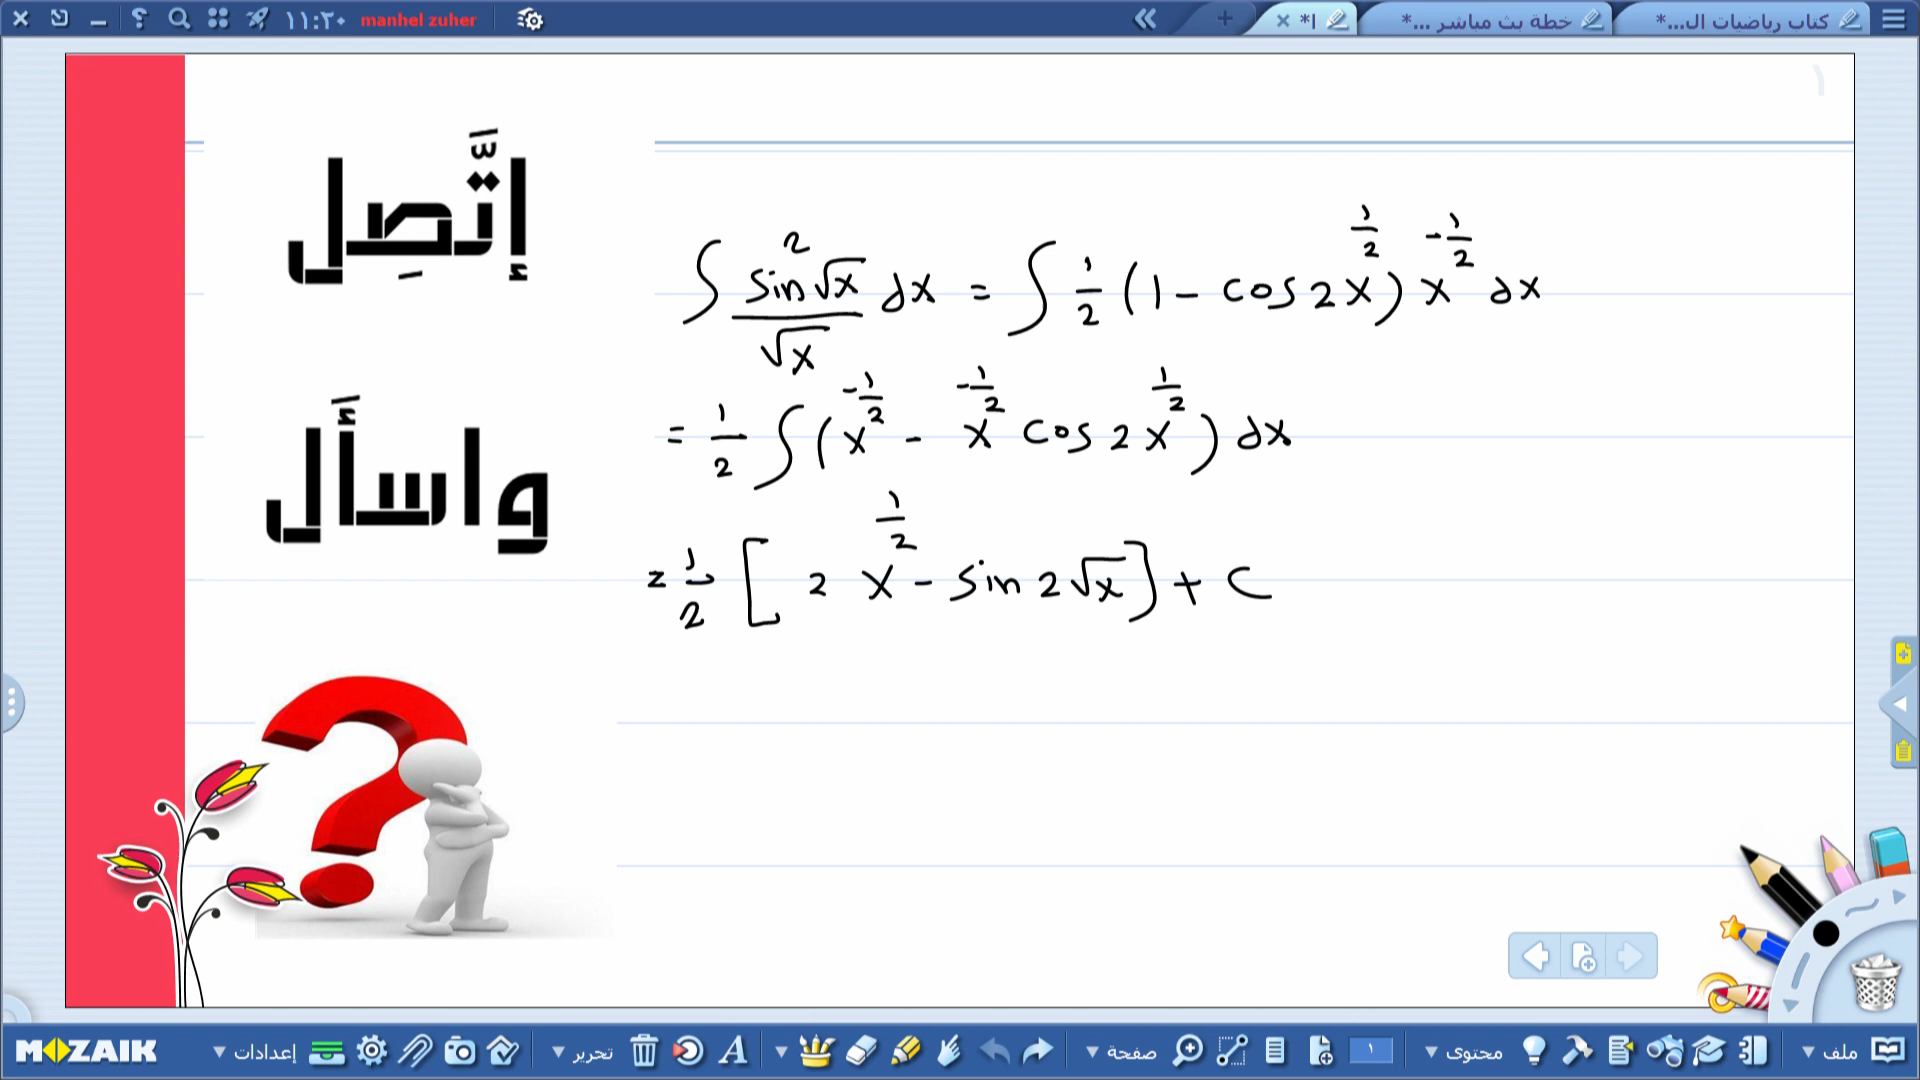 ١١:٢٠ manhel zuher
*ا
خطة بث مباشر ...*
كتاب رياضيات ال...*
١
إتَّصِل
واسأَل
∫ sin²√x / √x dx = ∫ 1/2 (1 - cos 2x^(1/2)) x^(-1/2) dx
= 1/2 ∫ (x^(-1/2) - x^(-1/2) cos 2x^(1/2)) dx
= 1/2 [2 x^(1/2) - sin 2√x] + C
MOZAIK
إعدادات
تحرير
صفحة
١
محتوى
ملف